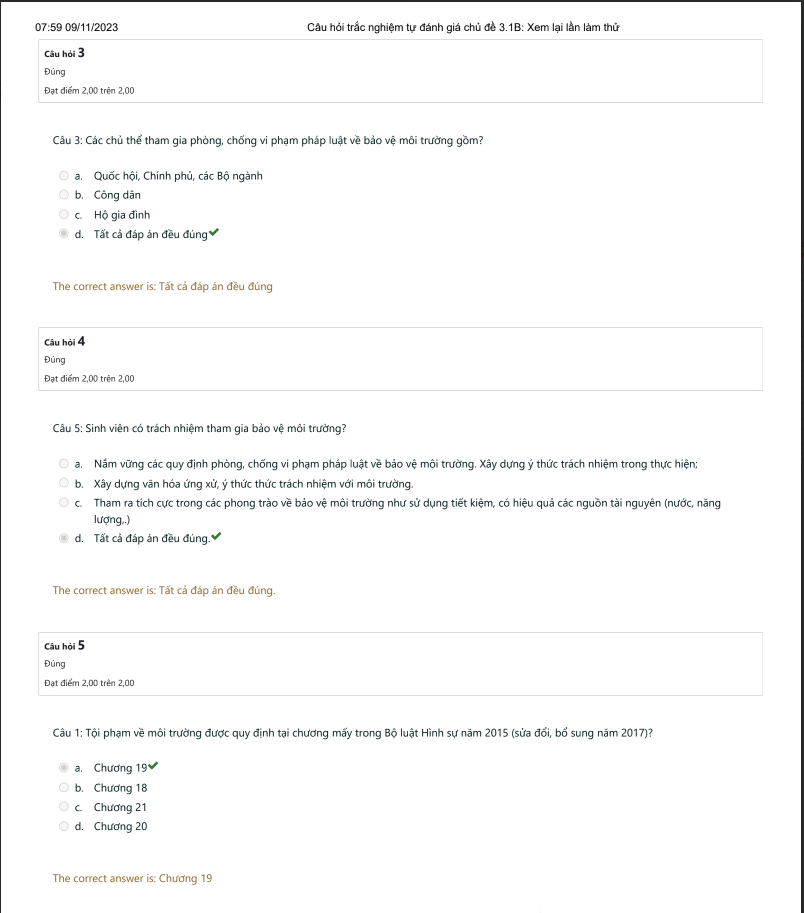 07:59 09/11/2023 Câu hỏi trắc nghiệm tự đánh giá chủ đề 3.1B: Xem lại lần làm thử
Câu hỏi 3
Đúng
Đạt điểm 2,00 trên 2,00
Câu 3: Các chủ thể tham gia phòng, chống vi phạm pháp luật về bảo vệ môi trường gồm?
a. Quốc hội, Chính phủ, các Bộ ngành
b. Công dân
c. Hộ gia đình
d. Tất cả đáp án đều đúng
The correct answer is: Tất cả đáp án đều đúng
Câu hỏi 4
Đúng
Đạt điểm 2,00 trên 2,00
Câu 5: Sinh viên có trách nhiệm tham gia bảo vệ môi trường?
a. Nắm vững các quy định phòng, chống vi phạm pháp luật về bảo vệ môi trường. Xây dựng ý thức trách nhiệm trong thực hiện;
b. Xây dựng văn hóa ứng xử, ý thức thức trách nhiệm với môi trường.
c. Tham ra tích cực trong các phong trào về bảo vệ môi trường như sử dụng tiết kiệm, có hiệu quả các nguồn tài nguyên (nước, năng
lượng,.)
d. Tất cả đáp án đều đúng.
The correct answer is: Tất cả đáp án đều đúng.
Câu hỏi 5
Đúng
Đạt điểm 2,00 trên 2,00
Câu 1: Tội phạm về môi trường được quy định tại chương mấy trong Bộ luật Hình sự năm 2015 (sửa đổi, bổ sung năm 2017)?
a. Chương 19
b. Chương 18
c. Chương 21
d. Chương 20
The correct answer is: Chương 19